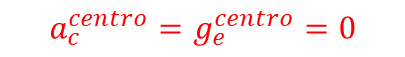 a_c^{centro} = g_e^{centro} = 0